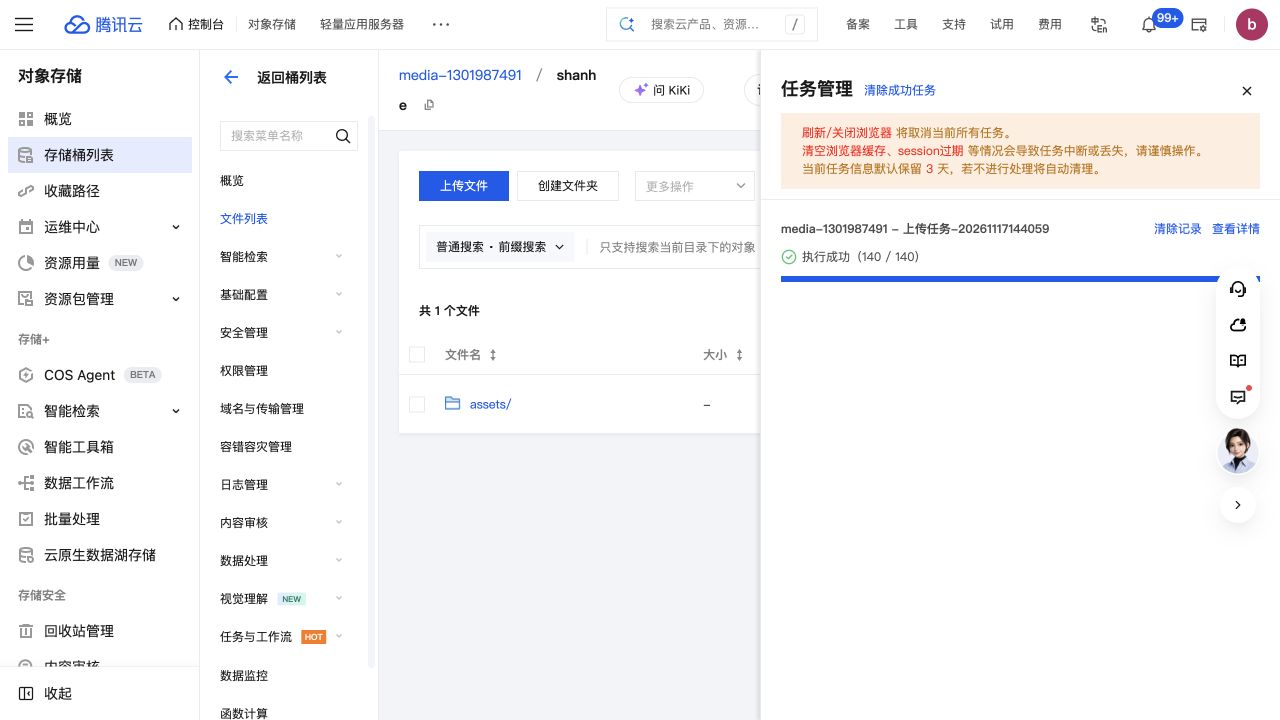 腾讯云
控制台
对象存储
轻量应用服务器
···
搜索云产品、资源...
/
备案
工具
支持
试用
费用
中En
99+
b
对象存储
概览
存储桶列表
收藏路径
运维中心
资源用量 NEW
资源包管理
存储+
COS Agent BETA
智能检索
智能工具箱
数据工作流
批量处理
云原生数据湖存储
存储安全
回收站管理
内容审核
收起
返回桶列表
搜索菜单名称
概览
文件列表
智能检索
基础配置
安全管理
权限管理
域名与传输管理
容错容灾管理
日志管理
内容审核
数据处理
视觉理解 NEW
任务与工作流 HOT
数据监控
函数计算
media-1301987491 / shanh
e
问 KiKi
上传文件
创建文件夹
更多操作
普通搜索・前缀搜索
只支持搜索当前目录下的对象
共 1 个文件
文件名
大小
assets/
-
任务管理
清除成功任务
刷新/关闭浏览器 将取消当前所有任务。
清空浏览器缓存、session过期 等情况会导致任务中断或丢失，请谨慎操作。
当前任务信息默认保留 3 天，若不进行处理将自动清理。
media-1301987491 - 上传任务-20261117144059
清除记录 查看详情
执行成功（140 / 140）